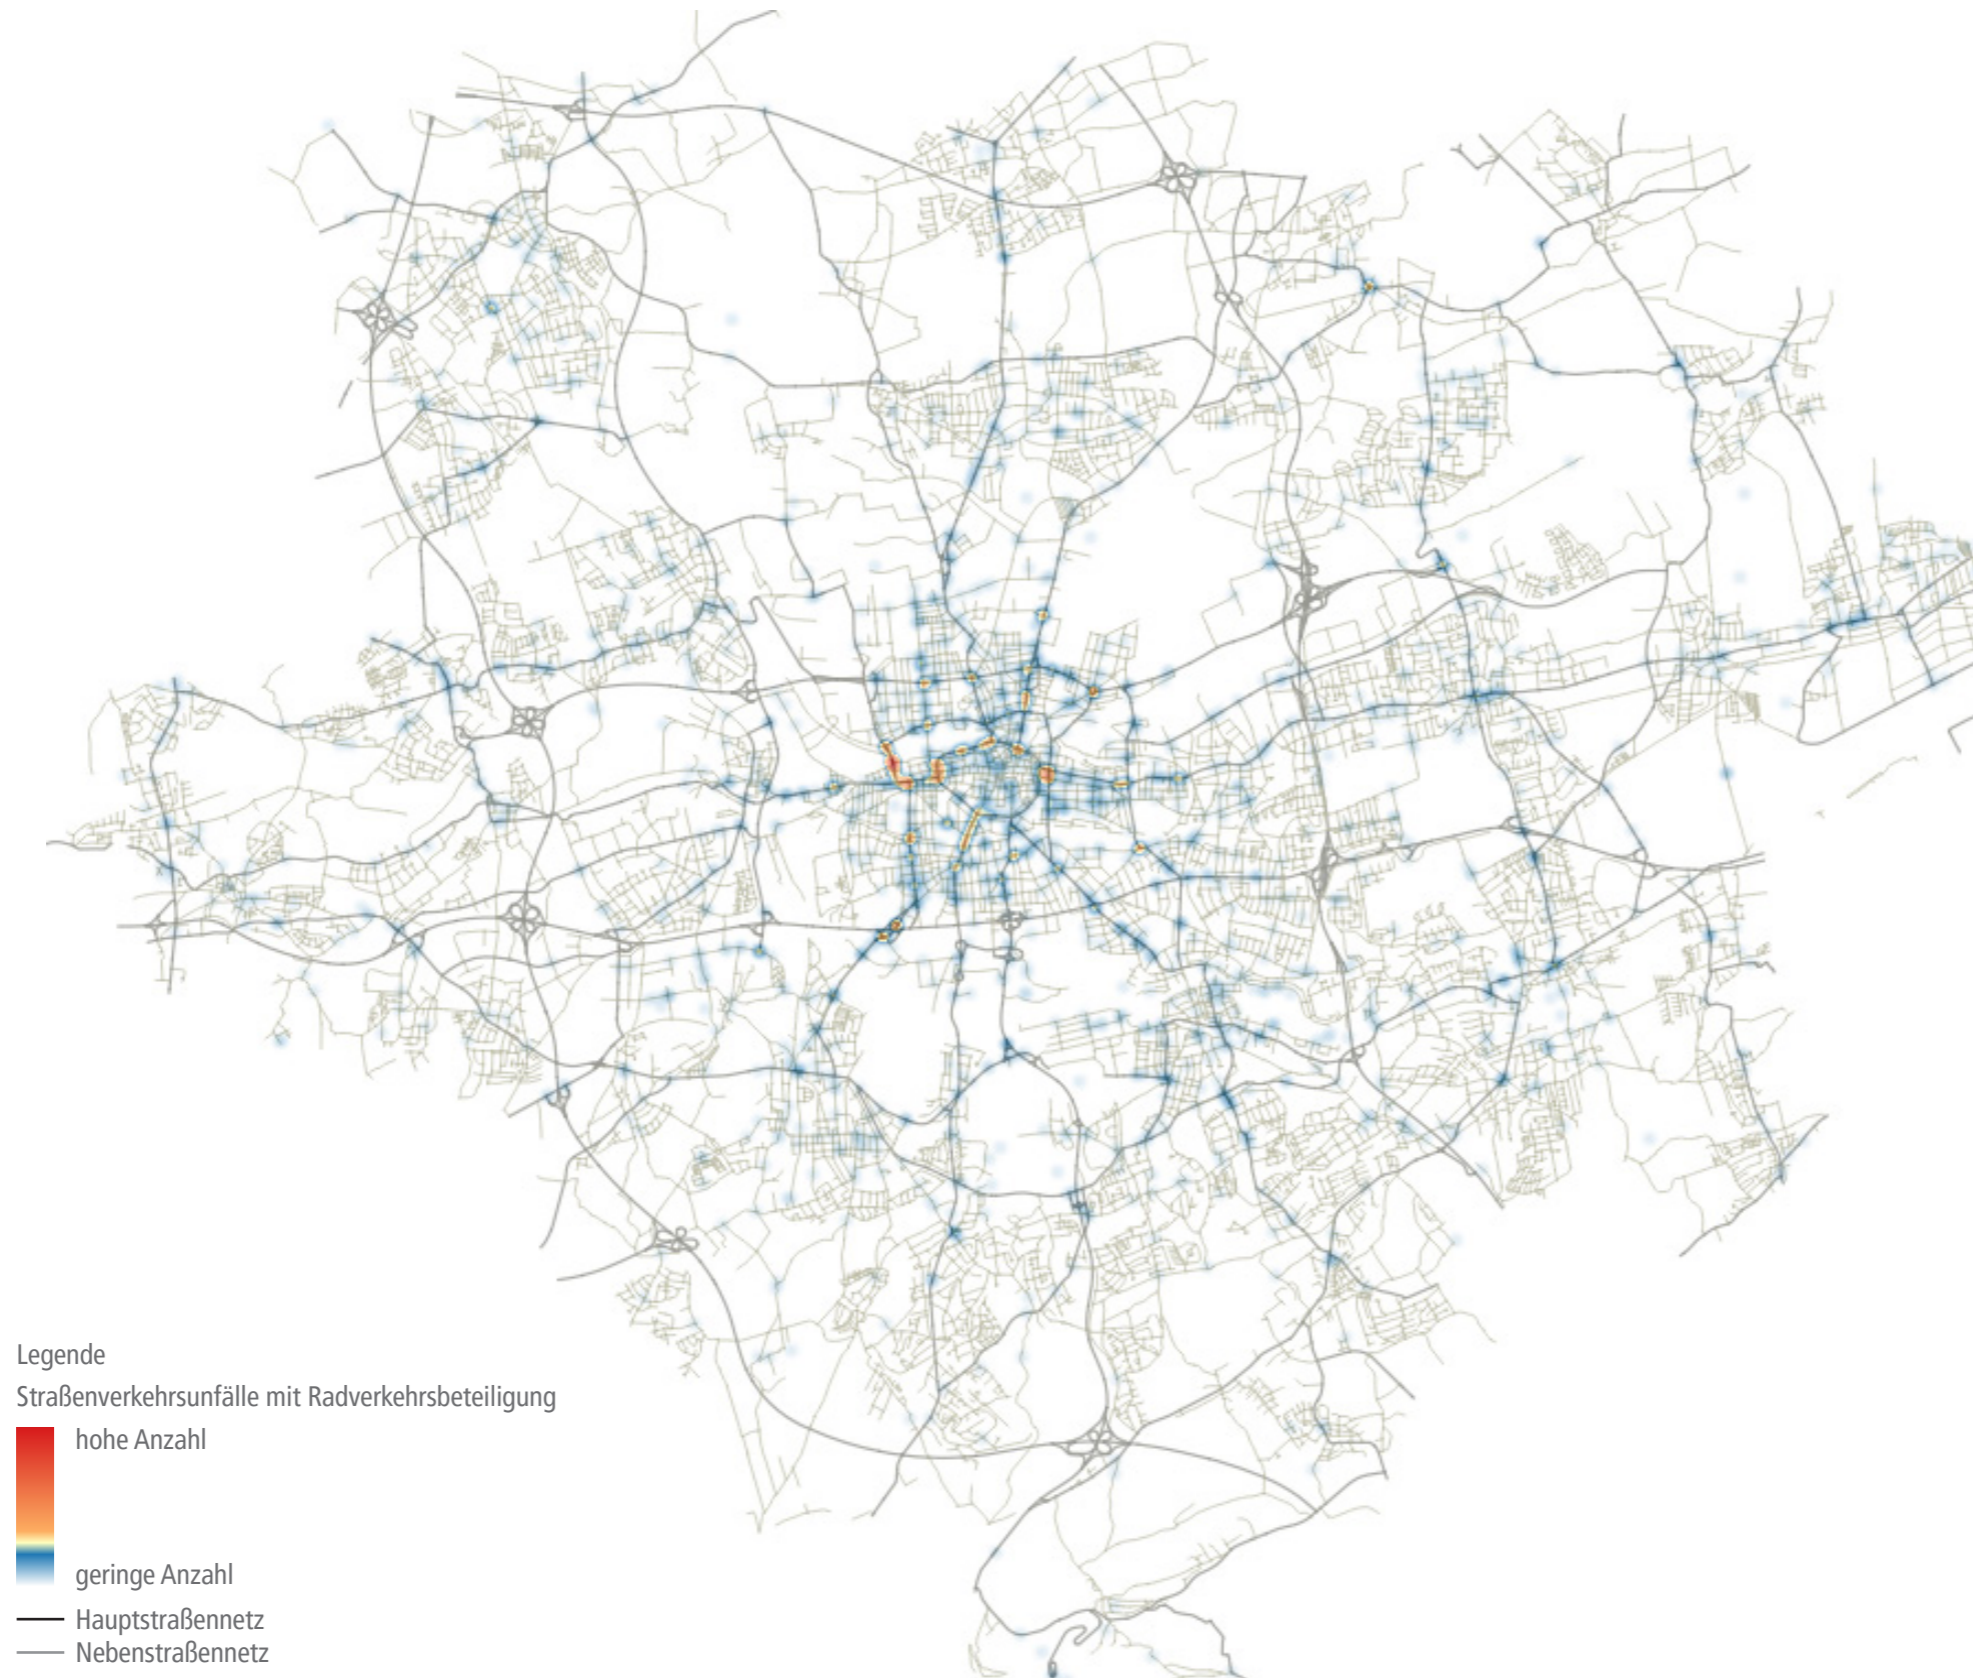 Legende
Straßenverkehrsunfälle mit Radverkehrsbeteiligung
hohe Anzahl
geringe Anzahl
Hauptstraßennetz
Nebenstraßennetz